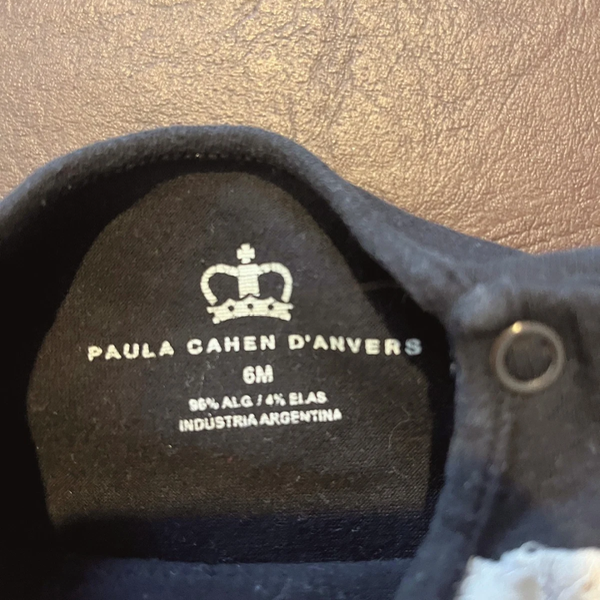 PAULA CAHEN D'ANVERS
6M
96% ALG / 4% ELAS
INDUSTRIA ARGENTINA